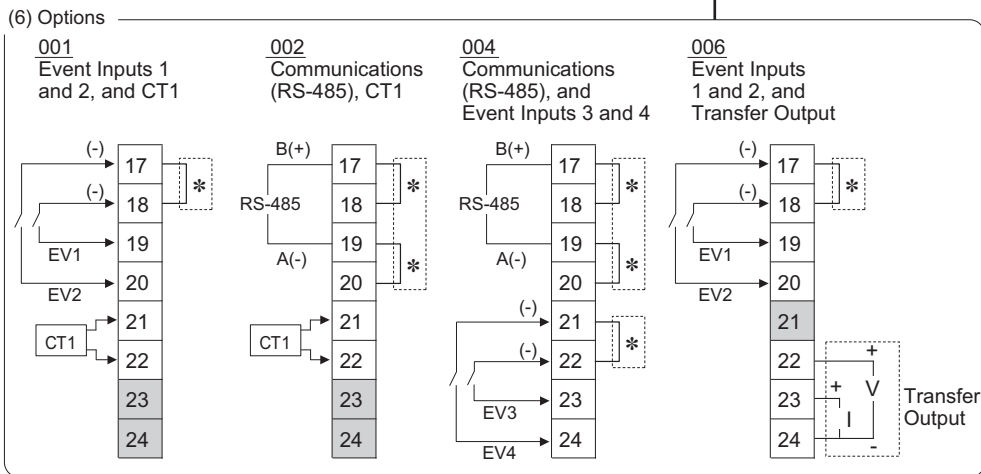 (6) Options
001
Event Inputs 1
and 2, and CT1
(-)
17
*
(-)
18
19
EV1
20
EV2
21
CT1
22
23
24
002
Communications
(RS-485), CT1
B(+)
17
*
RS-485
18
19
A(-)
*
20
21
CT1
22
23
24
004
Communications
(RS-485), and
Event Inputs 3 and 4
B(+)
17
*
RS-485
18
19
A(-)
*
20
(-)
21
*
(-)
22
23
EV3
24
EV4
006
Event Inputs
1 and 2, and
Transfer Output
(-)
17
*
(-)
18
19
EV1
20
EV2
21
22
+
23
+
I
V
24
-
Transfer
Output